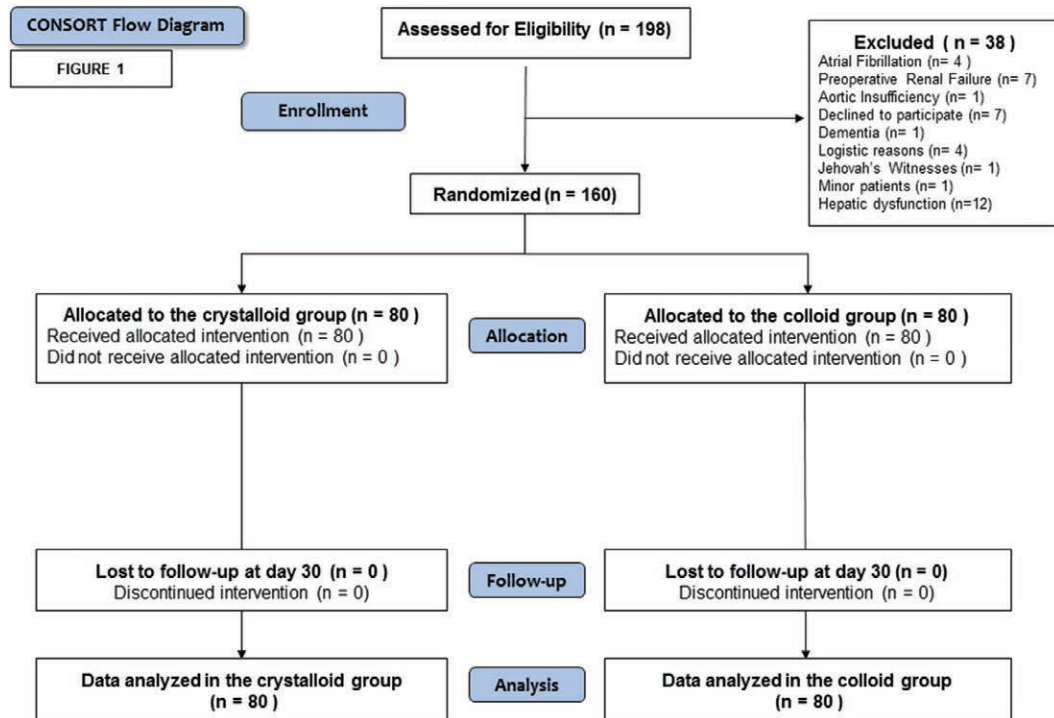 CONSORT Flow Diagram
FIGURE 1
Assessed for Eligibility (n = 198)
Excluded ( n = 38 )
Atrial Fibrillation (n= 4 )
Preoperative Renal Failure (n= 7)
Aortic Insufficiency (n= 1)
Declined to participate (n= 7)
Dementia (n= 1)
Logistic reasons (n= 4)
Jehovah's Witnesses (n= 1)
Minor patients (n= 1)
Hepatic dysfunction (n=12)
Enrollment
Randomized (n = 160)
Allocated to the crystalloid group (n = 80 )
Received allocated intervention (n = 80 )
Did not receive allocated intervention (n = 0 )
Allocation
Allocated to the colloid group (n = 80 )
Received allocated intervention (n = 80 )
Did not receive allocated intervention (n = 0 )
Lost to follow-up at day 30 (n = 0 )
Discontinued intervention (n = 0)
Follow-up
Lost to follow-up at day 30 (n = 0)
Discontinued intervention (n = 0)
Data analyzed in the crystalloid group
(n = 80 )
Analysis
Data analyzed in the colloid group
(n = 80 )